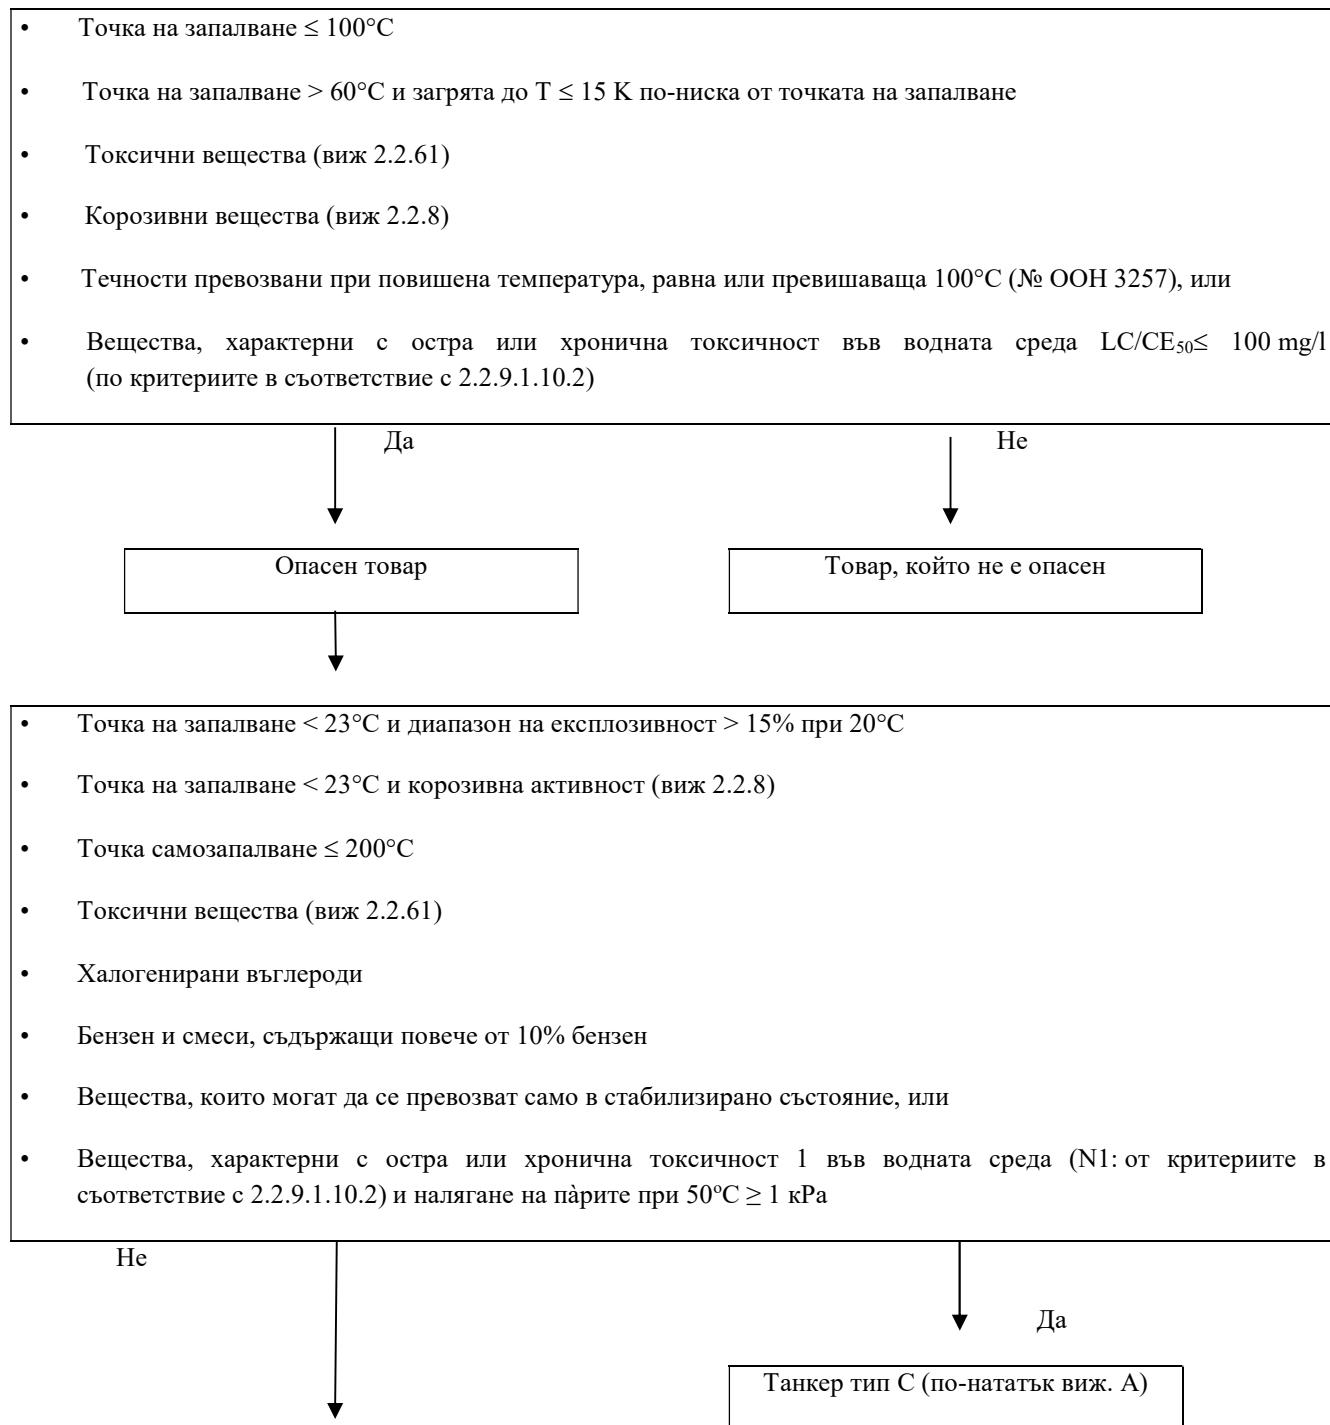 • Точка на запалване ≤ 100°C
• Точка на запалване > 60°C и загрята до T ≤ 15 K по-ниска от точката на запалване
• Токсични вещества (виж 2.2.61)
• Корозивни вещества (виж 2.2.8)
• Течности превозвани при повишена температура, равна или превишаваща 100°C (№ ООН 3257), или
• Вещества, характерни с остра или хронична токсичност във водната среда LC/CE₅₀≤ 100 mg/l
(по критериите в съответствие с 2.2.9.1.10.2)
Да
Не
Опасен товар
Товар, който не е опасен
• Точка на запалване < 23°C и диапазон на експлозивност > 15% при 20°C
• Точка на запалване < 23°C и корозивна активност (виж 2.2.8)
• Точка самозапалване ≤ 200°C
• Токсични вещества (виж 2.2.61)
• Халогенирани въглероди
• Бензен и смеси, съдържащи повече от 10% бензен
• Вещества, които могат да се превозват само в стабилизирано състояние, или
• Вещества, характерни с остра или хронична токсичност 1 във водната среда (N1: от критериите в
съответствие с 2.2.9.1.10.2) и налягане на па̀рите при 50ºC ≥ 1 кPa
Не
Да
Танкер тип C (по-нататък виж. A)